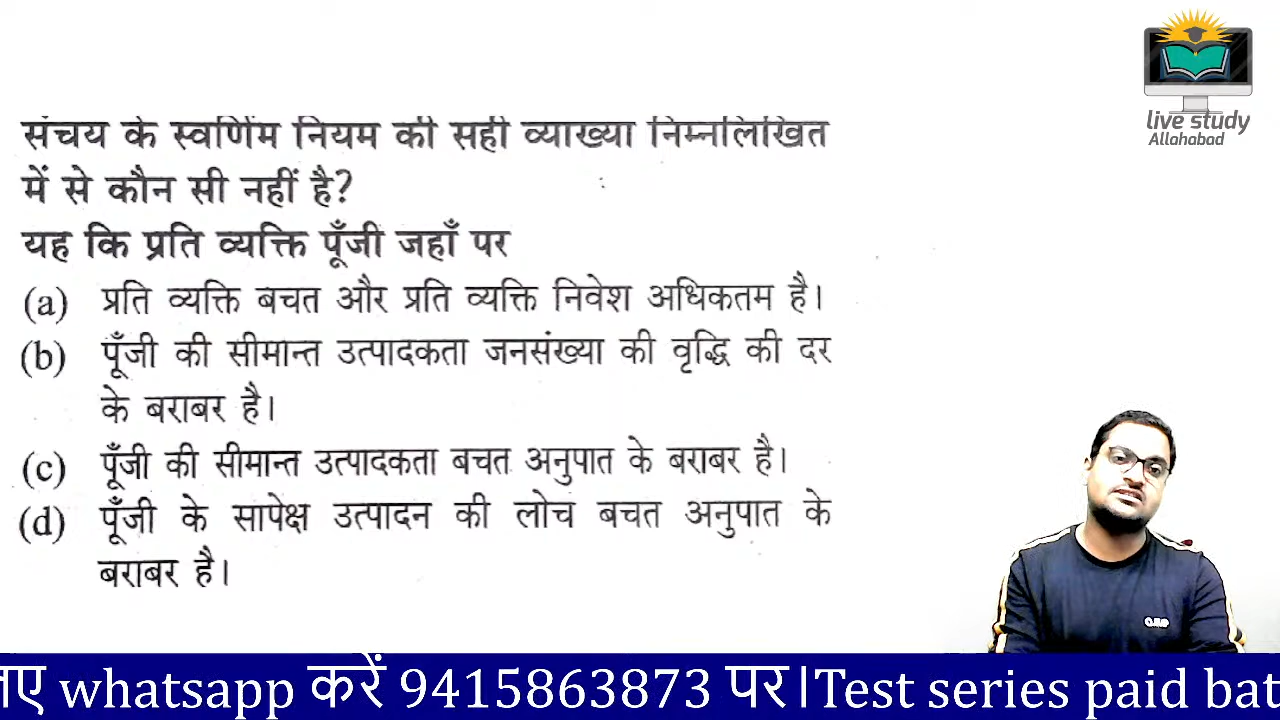 live study
Allahabad
संचय के स्वर्णिम नियम की सही व्याख्या निम्नलिखित
में से कौन सी नहीं है?
यह कि प्रति व्यक्ति पूँजी जहाँ पर
(a) प्रति व्यक्ति बचत और प्रति व्यक्ति निवेश अधिकतम है।
(b) पूँजी की सीमान्त उत्पादकता जनसंख्या की वृद्धि की दर
के बराबर है।
(c) पूँजी की सीमान्त उत्पादकता बचत अनुपात के बराबर है।
(d) पूँजी के सापेक्ष उत्पादन की लोच बचत अनुपात के
बराबर है।
whatsapp करें 9415863873 पर।Test series paid bat